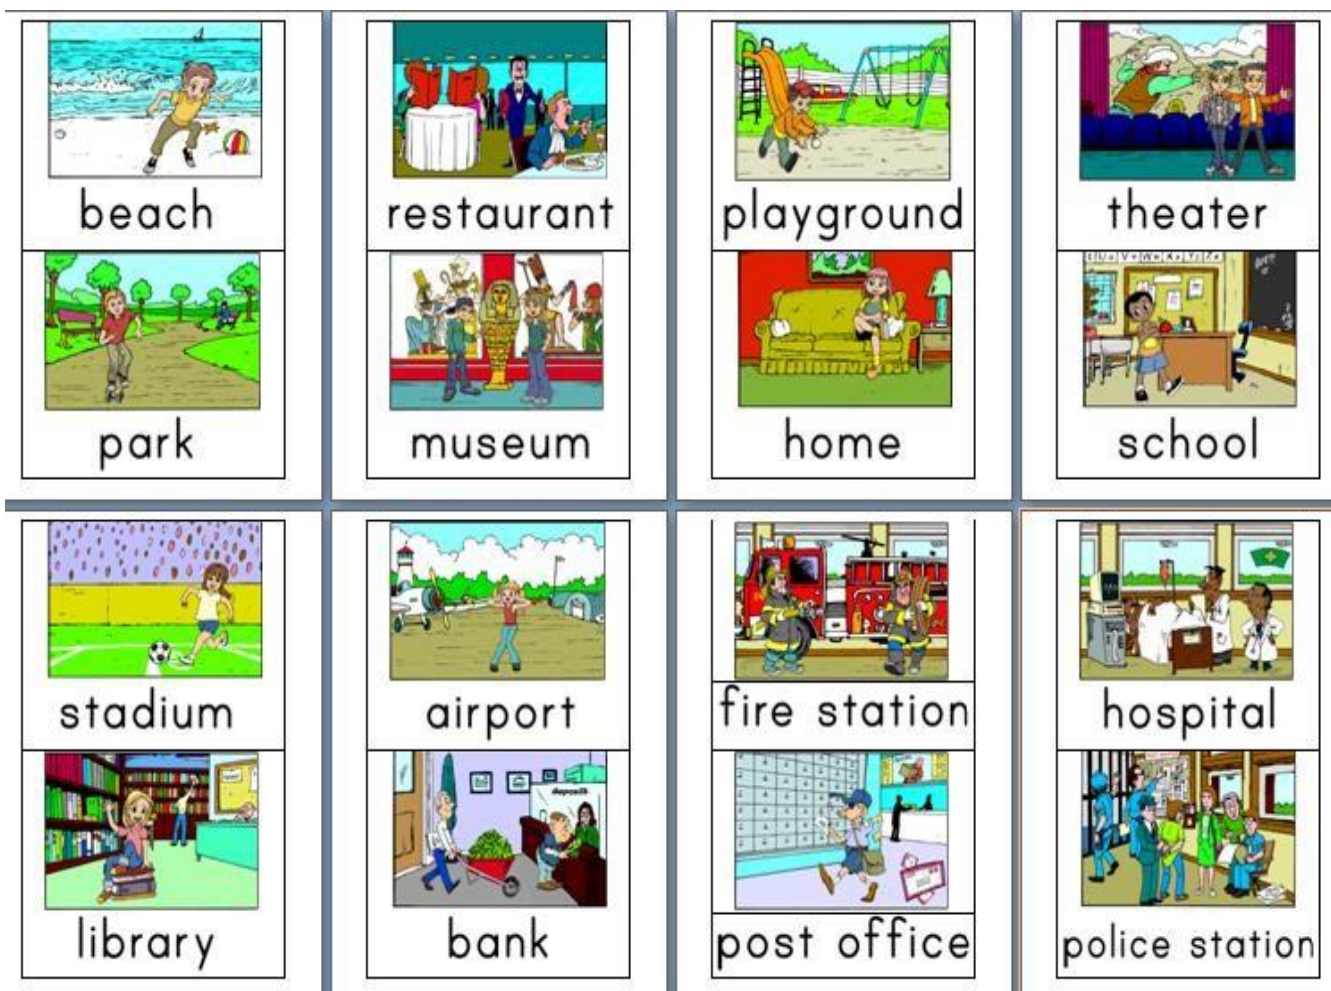 beach
restaurant
playground
theater
park
museum
home
school
stadium
airport
fire station
hospital
library
deposit
bank
post office
police station